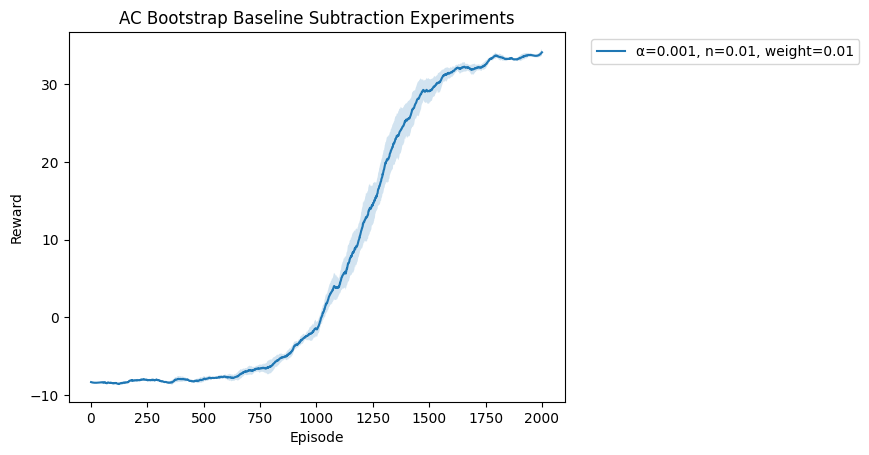 AC Bootstrap Baseline Subtraction Experiments
α=0.001, n=0.01, weight=0.01
Reward
30
20
10
0
−10
0 250 500 750 1000 1250 1500 1750 2000
Episode